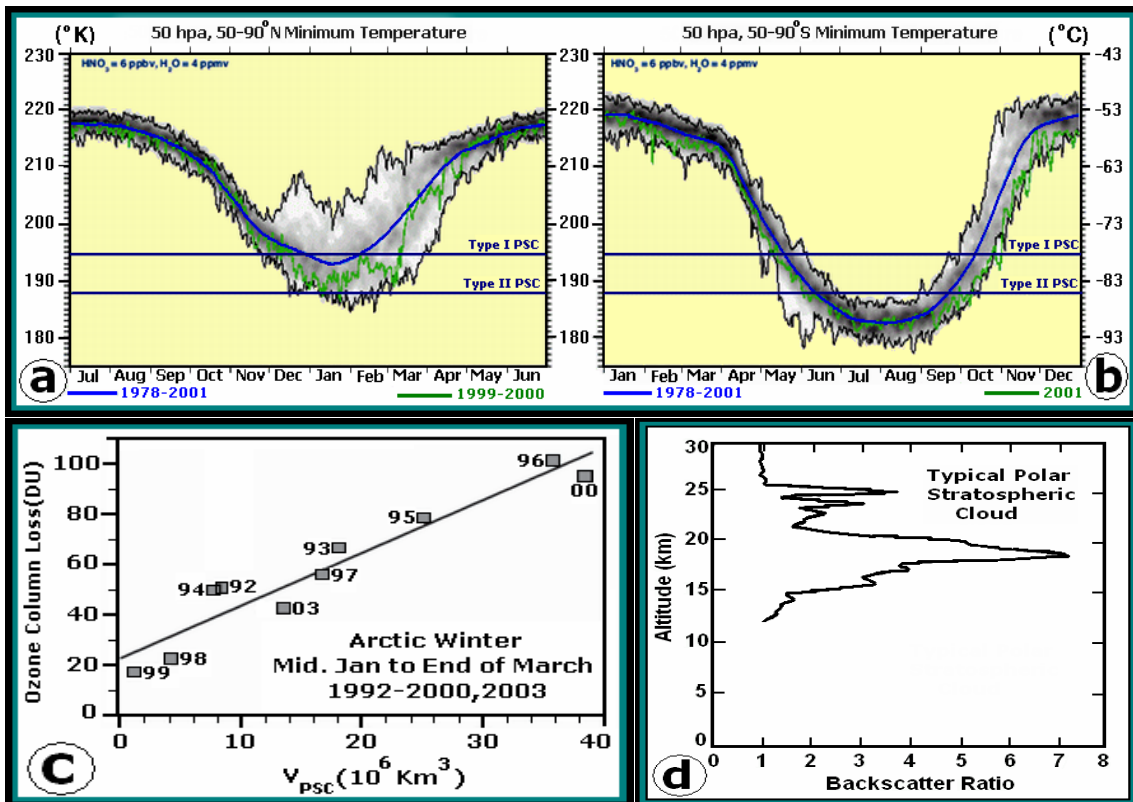 (°K) 50 hpa, 50-90°N Minimum Temperature
50 hpa, 50-90°S Minimum Temperature (°C)
HNO₃ = 6 ppbv, H₂O = 4 ppmv
230
220
210
200
190
180
Type I PSC
Type II PSC
Jul Aug Sep Oct Nov Dec Jan Feb Mar Apr May Jun
1978-2001 1999-2000
a
HNO₃ = 6 ppbv, H₂O = 4 ppmv
230
220
210
200
190
180
-43
-53
-63
-73
-83
-93
Type I PSC
Type II PSC
Jan Feb Mar Apr May Jun Jul Aug Sep Oct Nov Dec
1978-2001 2001
b
Ozone Column Loss(DU)
100
80
60
40
20
0
96
00
95
93
97
94
92
03
98
99
Arctic Winter
Mid. Jan to End of March
1992-2000,2003
0 10 20 30 40
V_PSC(10⁶ Km³)
c
Altitude (km)
30
25
20
15
10
5
0
Typical Polar
Stratospheric
Cloud
0 1 2 3 4 5 6 7 8
Backscatter Ratio
d